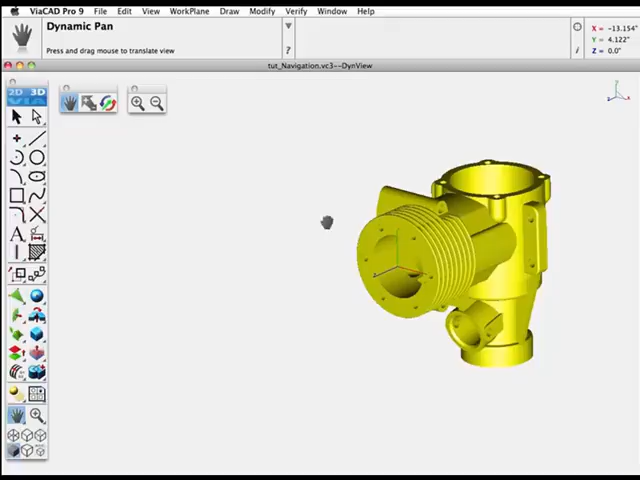 ViaCAD Pro 9 File Edit View WorkPlane Draw Modify Verify Window Help
Dynamic Pan
Press and drag mouse to translate view
?
i
X = -13.154"
Y = 4.122"
Z = 0.0"
tut_Navigation.vc3--DynView
2D 3D
VIA
A